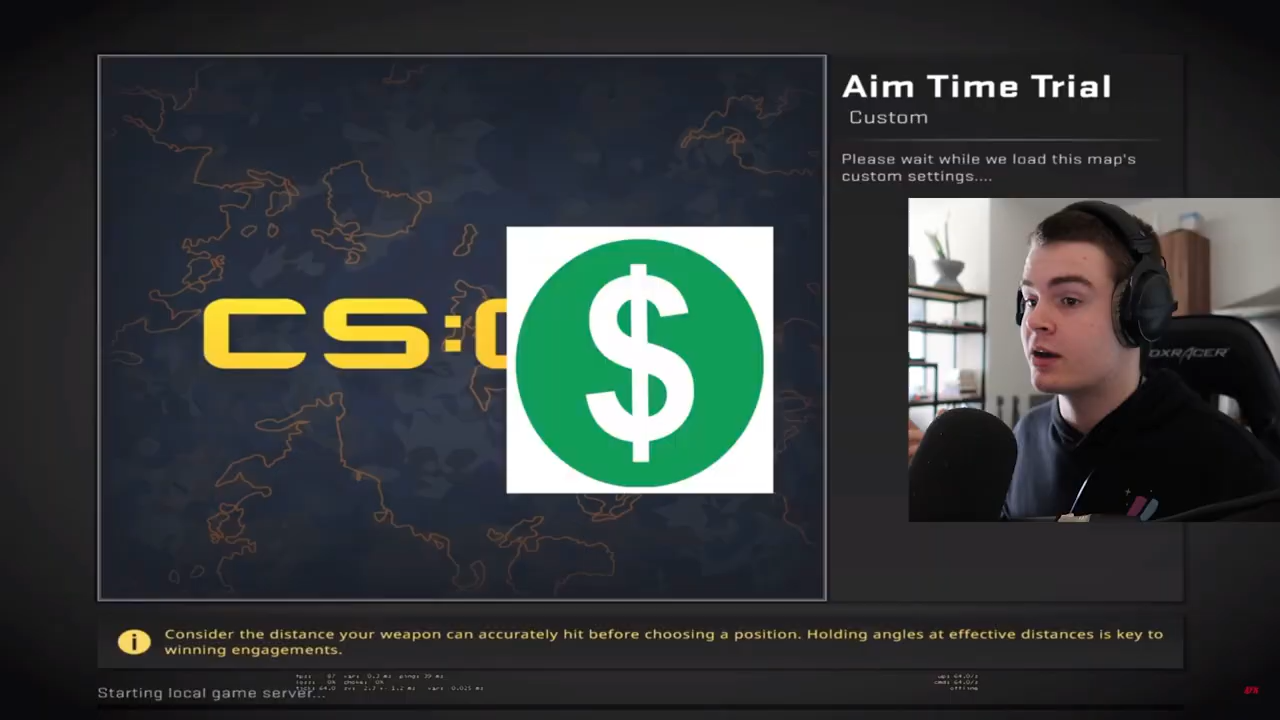 Aim Time Trial
Custom
Please wait while we load this map's
custom settings....
CS:
$
DXRACER
Consider the distance your weapon can accurately hit before choosing a position. Holding angles at effective distances is key to
winning engagements.
Starting local game server...
offline